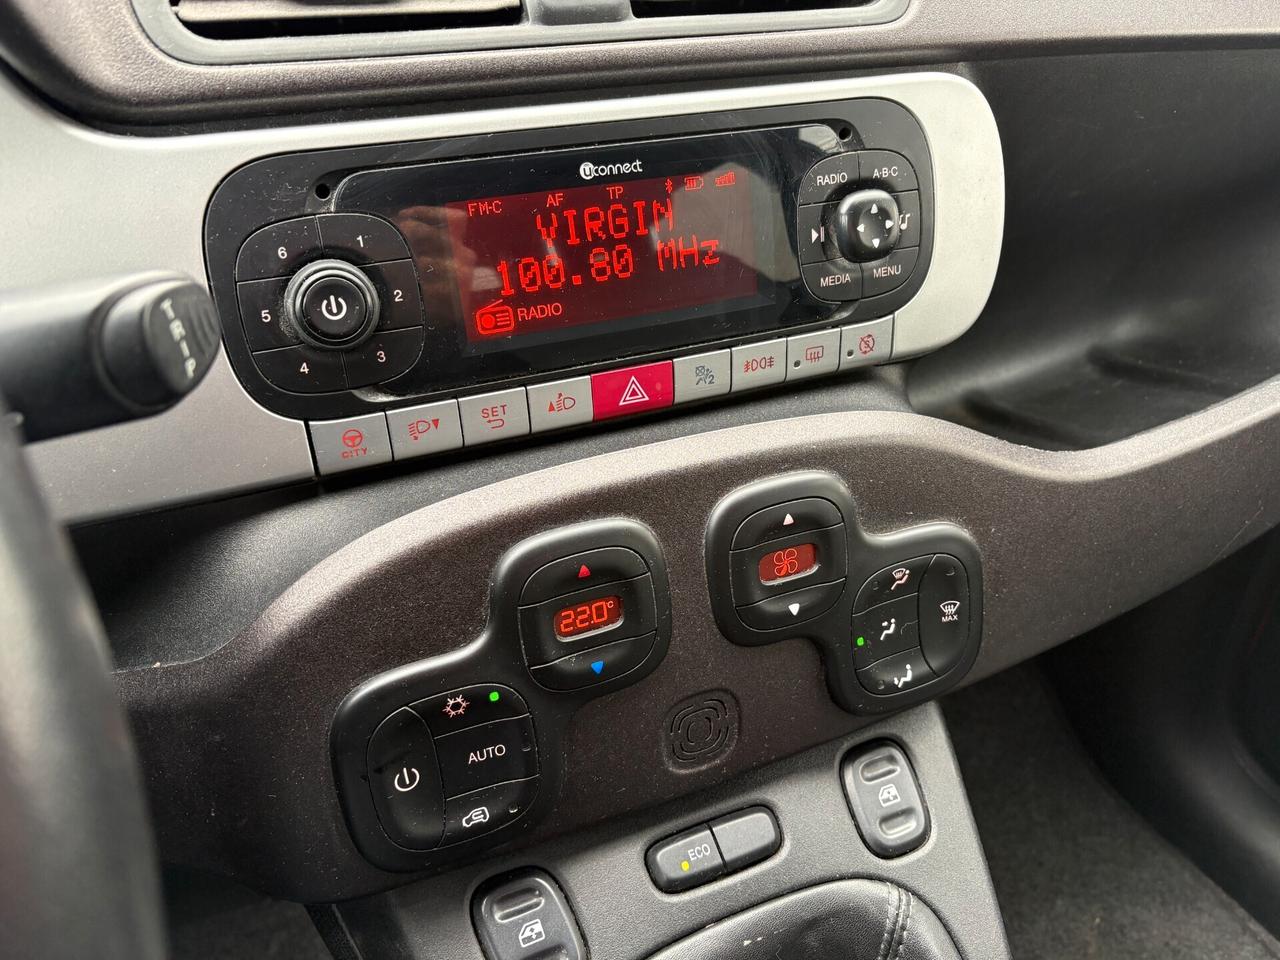 uconnect
FM-C AF TP
VIRGIN
100.80 MHz
RADIO
6 1
5 2
4 3
RADIO A·B·C
MEDIA MENU
TRIP
CITY
SET
2
22.0°C
AUTO
MAX
ECO